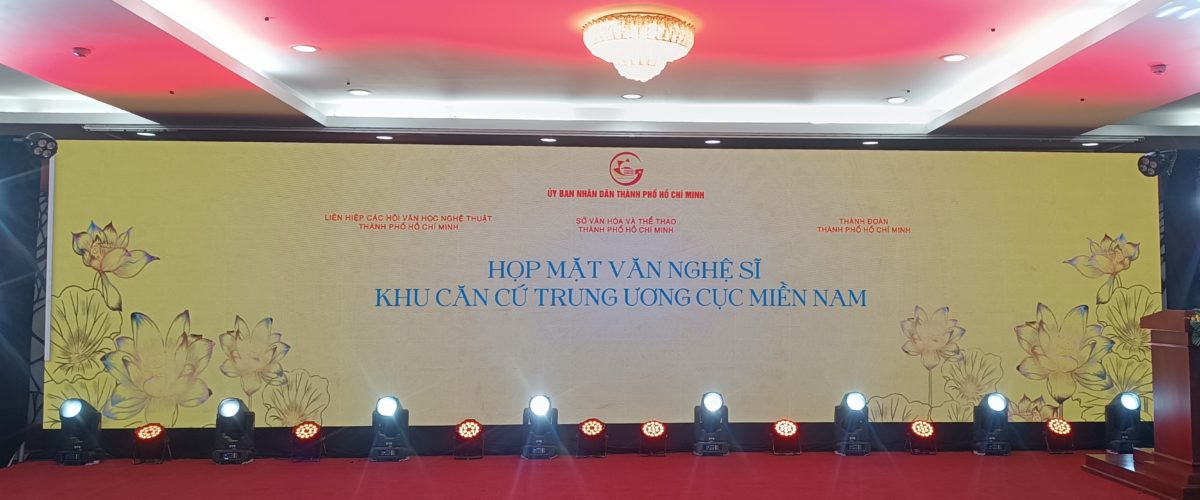 ỦY BAN NHÂN DÂN THÀNH PHỐ HỒ CHÍ MINH
LIÊN HIỆP CÁC HỘI VĂN HỌC NGHỆ THUẬT
THÀNH PHỐ HỒ CHÍ MINH
SỞ VĂN HÓA VÀ THỂ THAO
THÀNH PHỐ HỒ CHÍ MINH
THÀNH ĐOÀN
THÀNH PHỐ HỒ CHÍ MINH
HỌP MẶT VĂN NGHỆ SĨ
KHU CĂN CỨ TRUNG ƯƠNG CỤC MIỀN NAM